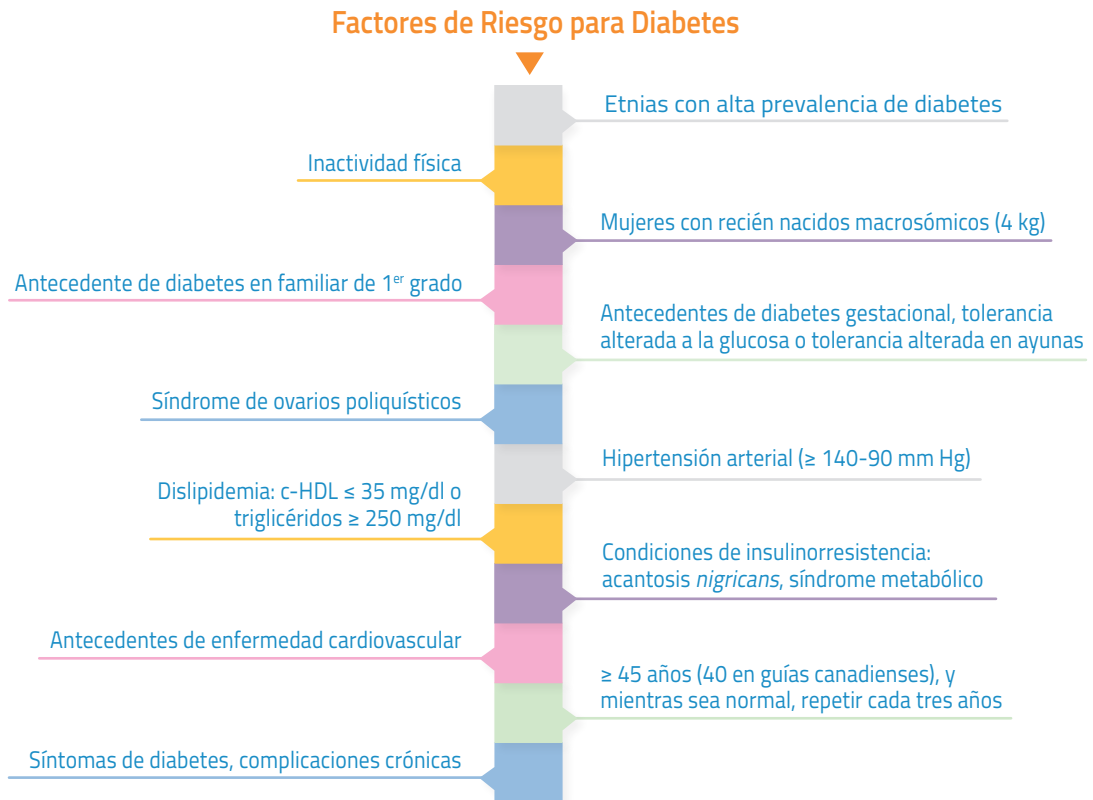 Factores de Riesgo para Diabetes
Etnias con alta prevalencia de diabetes
Inactividad física
Mujeres con recién nacidos macrosómicos (4 kg)
Antecedente de diabetes en familiar de 1er grado
Antecedentes de diabetes gestacional, tolerancia
alterada a la glucosa o tolerancia alterada en ayunas
Síndrome de ovarios poliquísticos
Hipertensión arterial (≥ 140-90 mm Hg)
Dislipidemia: c-HDL ≤ 35 mg/dl o
triglicéridos ≥ 250 mg/dl
Condiciones de insulinorresistencia:
acantosis nigricans, síndrome metabólico
Antecedentes de enfermedad cardiovascular
≥ 45 años (40 en guías canadienses), y
mientras sea normal, repetir cada tres años
Síntomas de diabetes, complicaciones crónicas